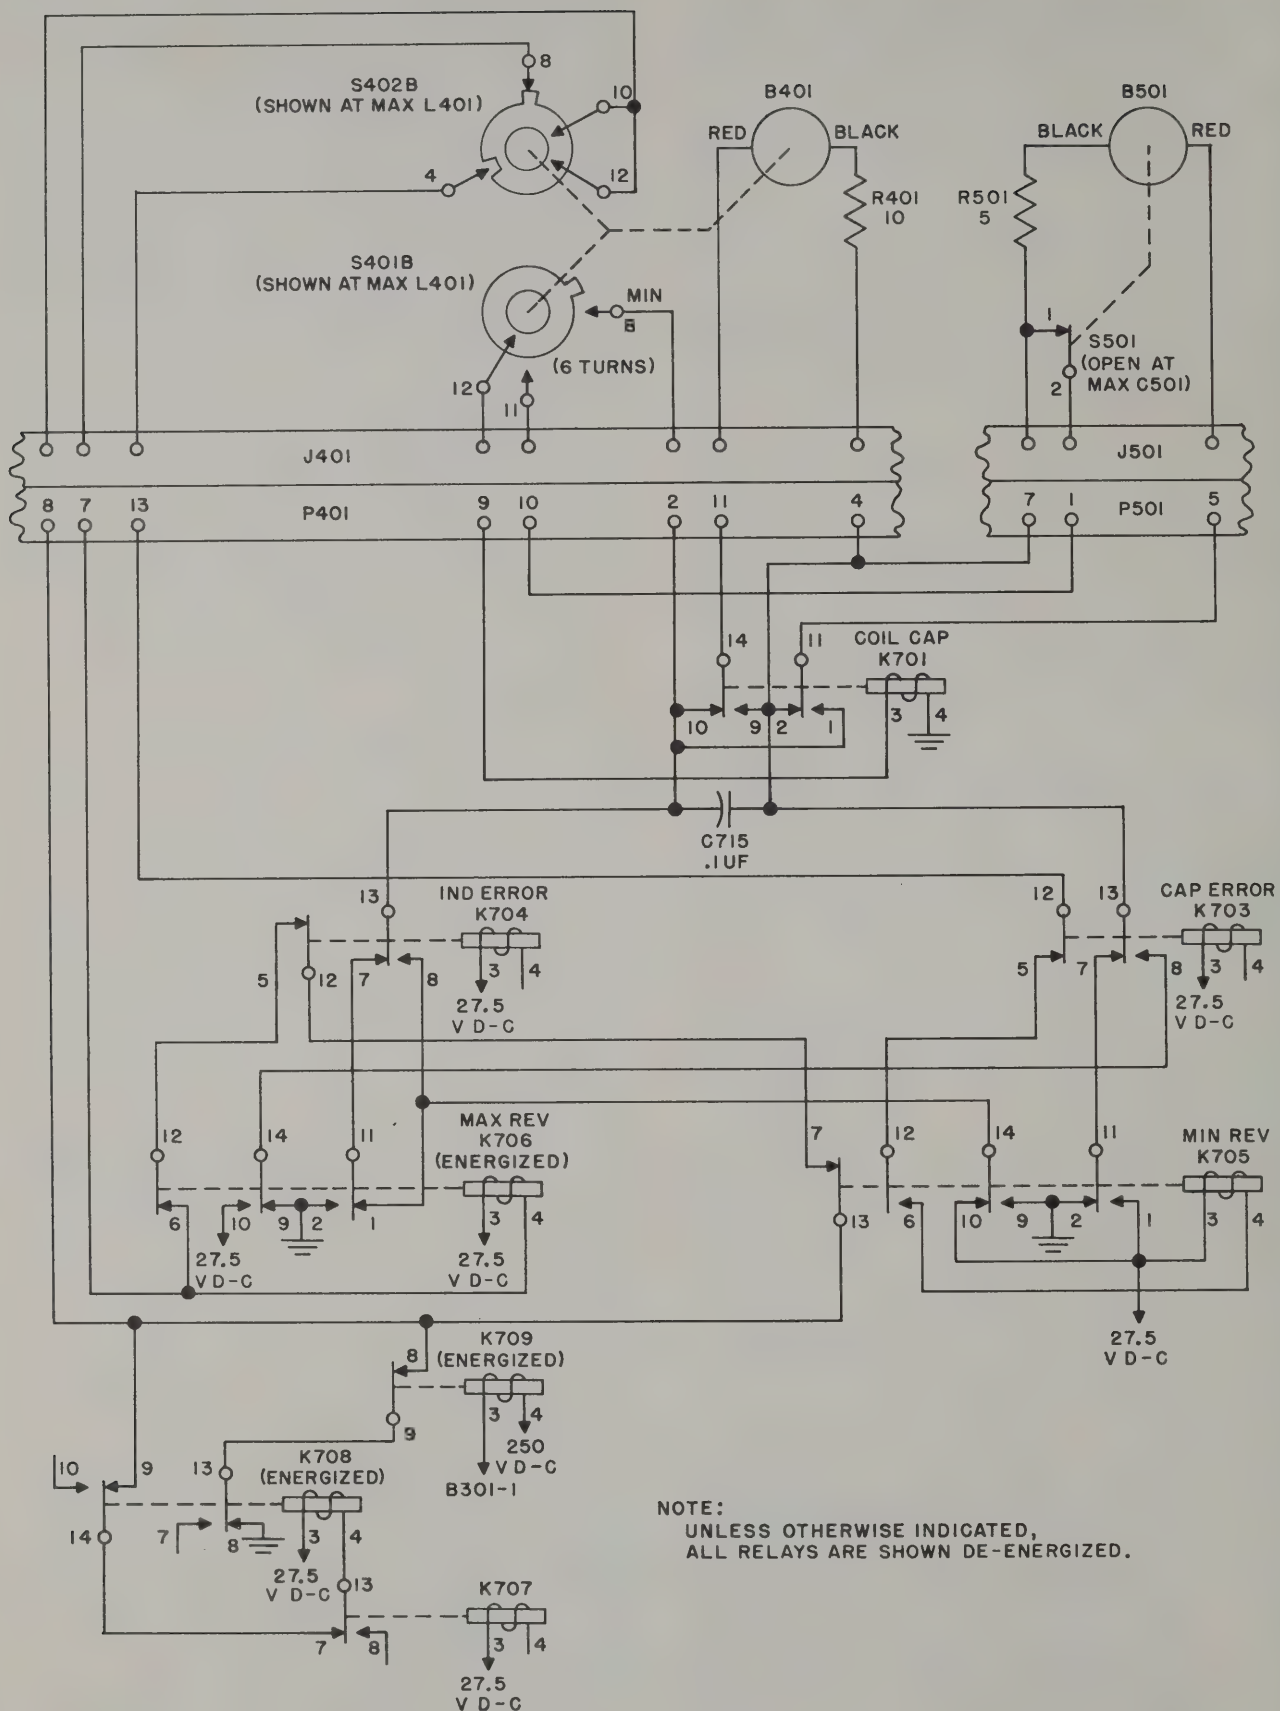 8
S402B
(SHOWN AT MAX L401)
10
B401
B501
RED
BLACK
BLACK
RED
4
12
R401
10
R501
5
S401B
(SHOWN AT MAX L401)
MIN
8
1
S501
(OPEN AT
MAX C501)
(6 TURNS)
12
11
2
J401
J501
8
7
13
P401
9
10
2
11
4
7
1
P501
5
14
11
COIL CAP
K701
10
9
2
1
3
4
C715
.1UF
13
IND ERROR
K704
12
13
CAP ERROR
K703
5
12
7
8
3
4
27.5
V D-C
5
7
8
3
4
27.5
V D-C
12
14
11
MAX REV
K706
(ENERGIZED)
7
12
14
11
MIN REV
K705
6
10
9
2
1
3
4
13
6
10
9
2
1
3
4
27.5
V D-C
27.5
V D-C
27.5
V D-C
8
K709
(ENERGIZED)
9
3
4
250
V D-C
B301-1
10
9
13
K708
(ENERGIZED)
14
7
8
3
4
27.5
V D-C
13
K707
7
8
3
4
27.5
V D-C
NOTE:
UNLESS OTHERWISE INDICATED,
ALL RELAYS ARE SHOWN DE-ENERGIZED.